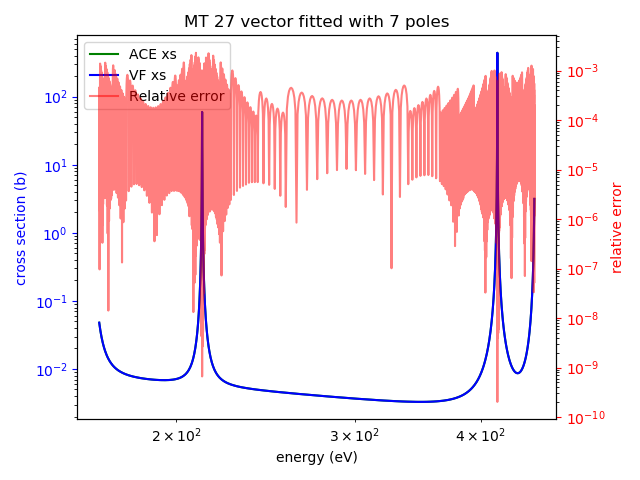 MT 27 vector fitted with 7 poles
ACE xs
VF xs
Relative error
cross section (b)
10²
10¹
10⁰
10⁻¹
10⁻²
10⁻³
10⁻⁴
10⁻⁵
10⁻⁶
10⁻⁷
10⁻⁸
10⁻⁹
10⁻¹⁰
relative error
2 × 10²
3 × 10²
4 × 10²
energy (eV)